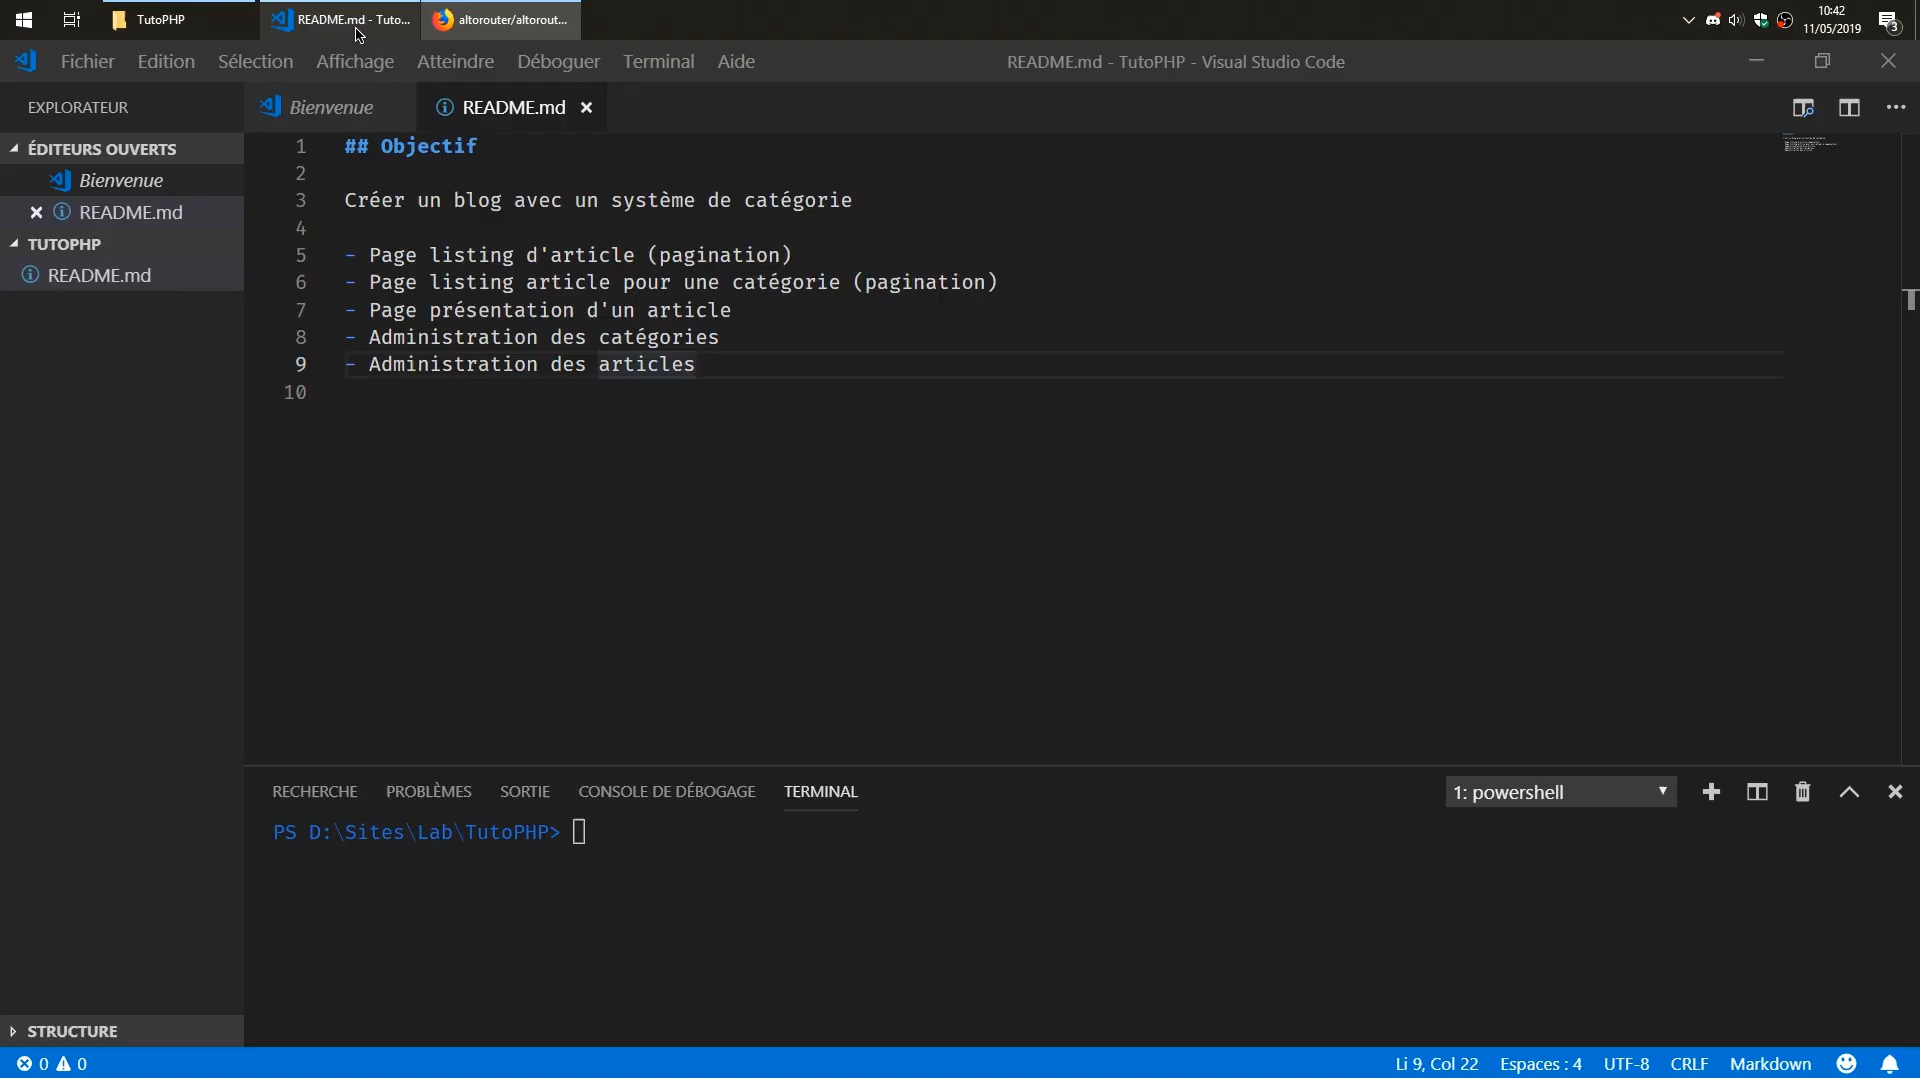 TutoPHP
README.md - Tuto...
altorouter/altorout...
10:42
11/05/2019
3
Fichier Edition Sélection Affichage Atteindre Déboguer Terminal Aide
README.md - TutoPHP - Visual Studio Code
EXPLORATEUR
Bienvenue
README.md
ÉDITEURS OUVERTS
Bienvenue
README.md
TUTOPHP
README.md
STRUCTURE
1 ## Objectif
2
3 Créer un blog avec un système de catégorie
4
5 - Page listing d'article (pagination)
6 - Page listing article pour une catégorie (pagination)
7 - Page présentation d'un article
8 - Administration des catégories
9 - Administration des articles
10
RECHERCHE PROBLÈMES SORTIE CONSOLE DE DÉBOGAGE TERMINAL
1: powershell
PS D:\Sites\Lab\TutoPHP>
0 0
Li 9, Col 22 Espaces : 4 UTF-8 CRLF Markdown